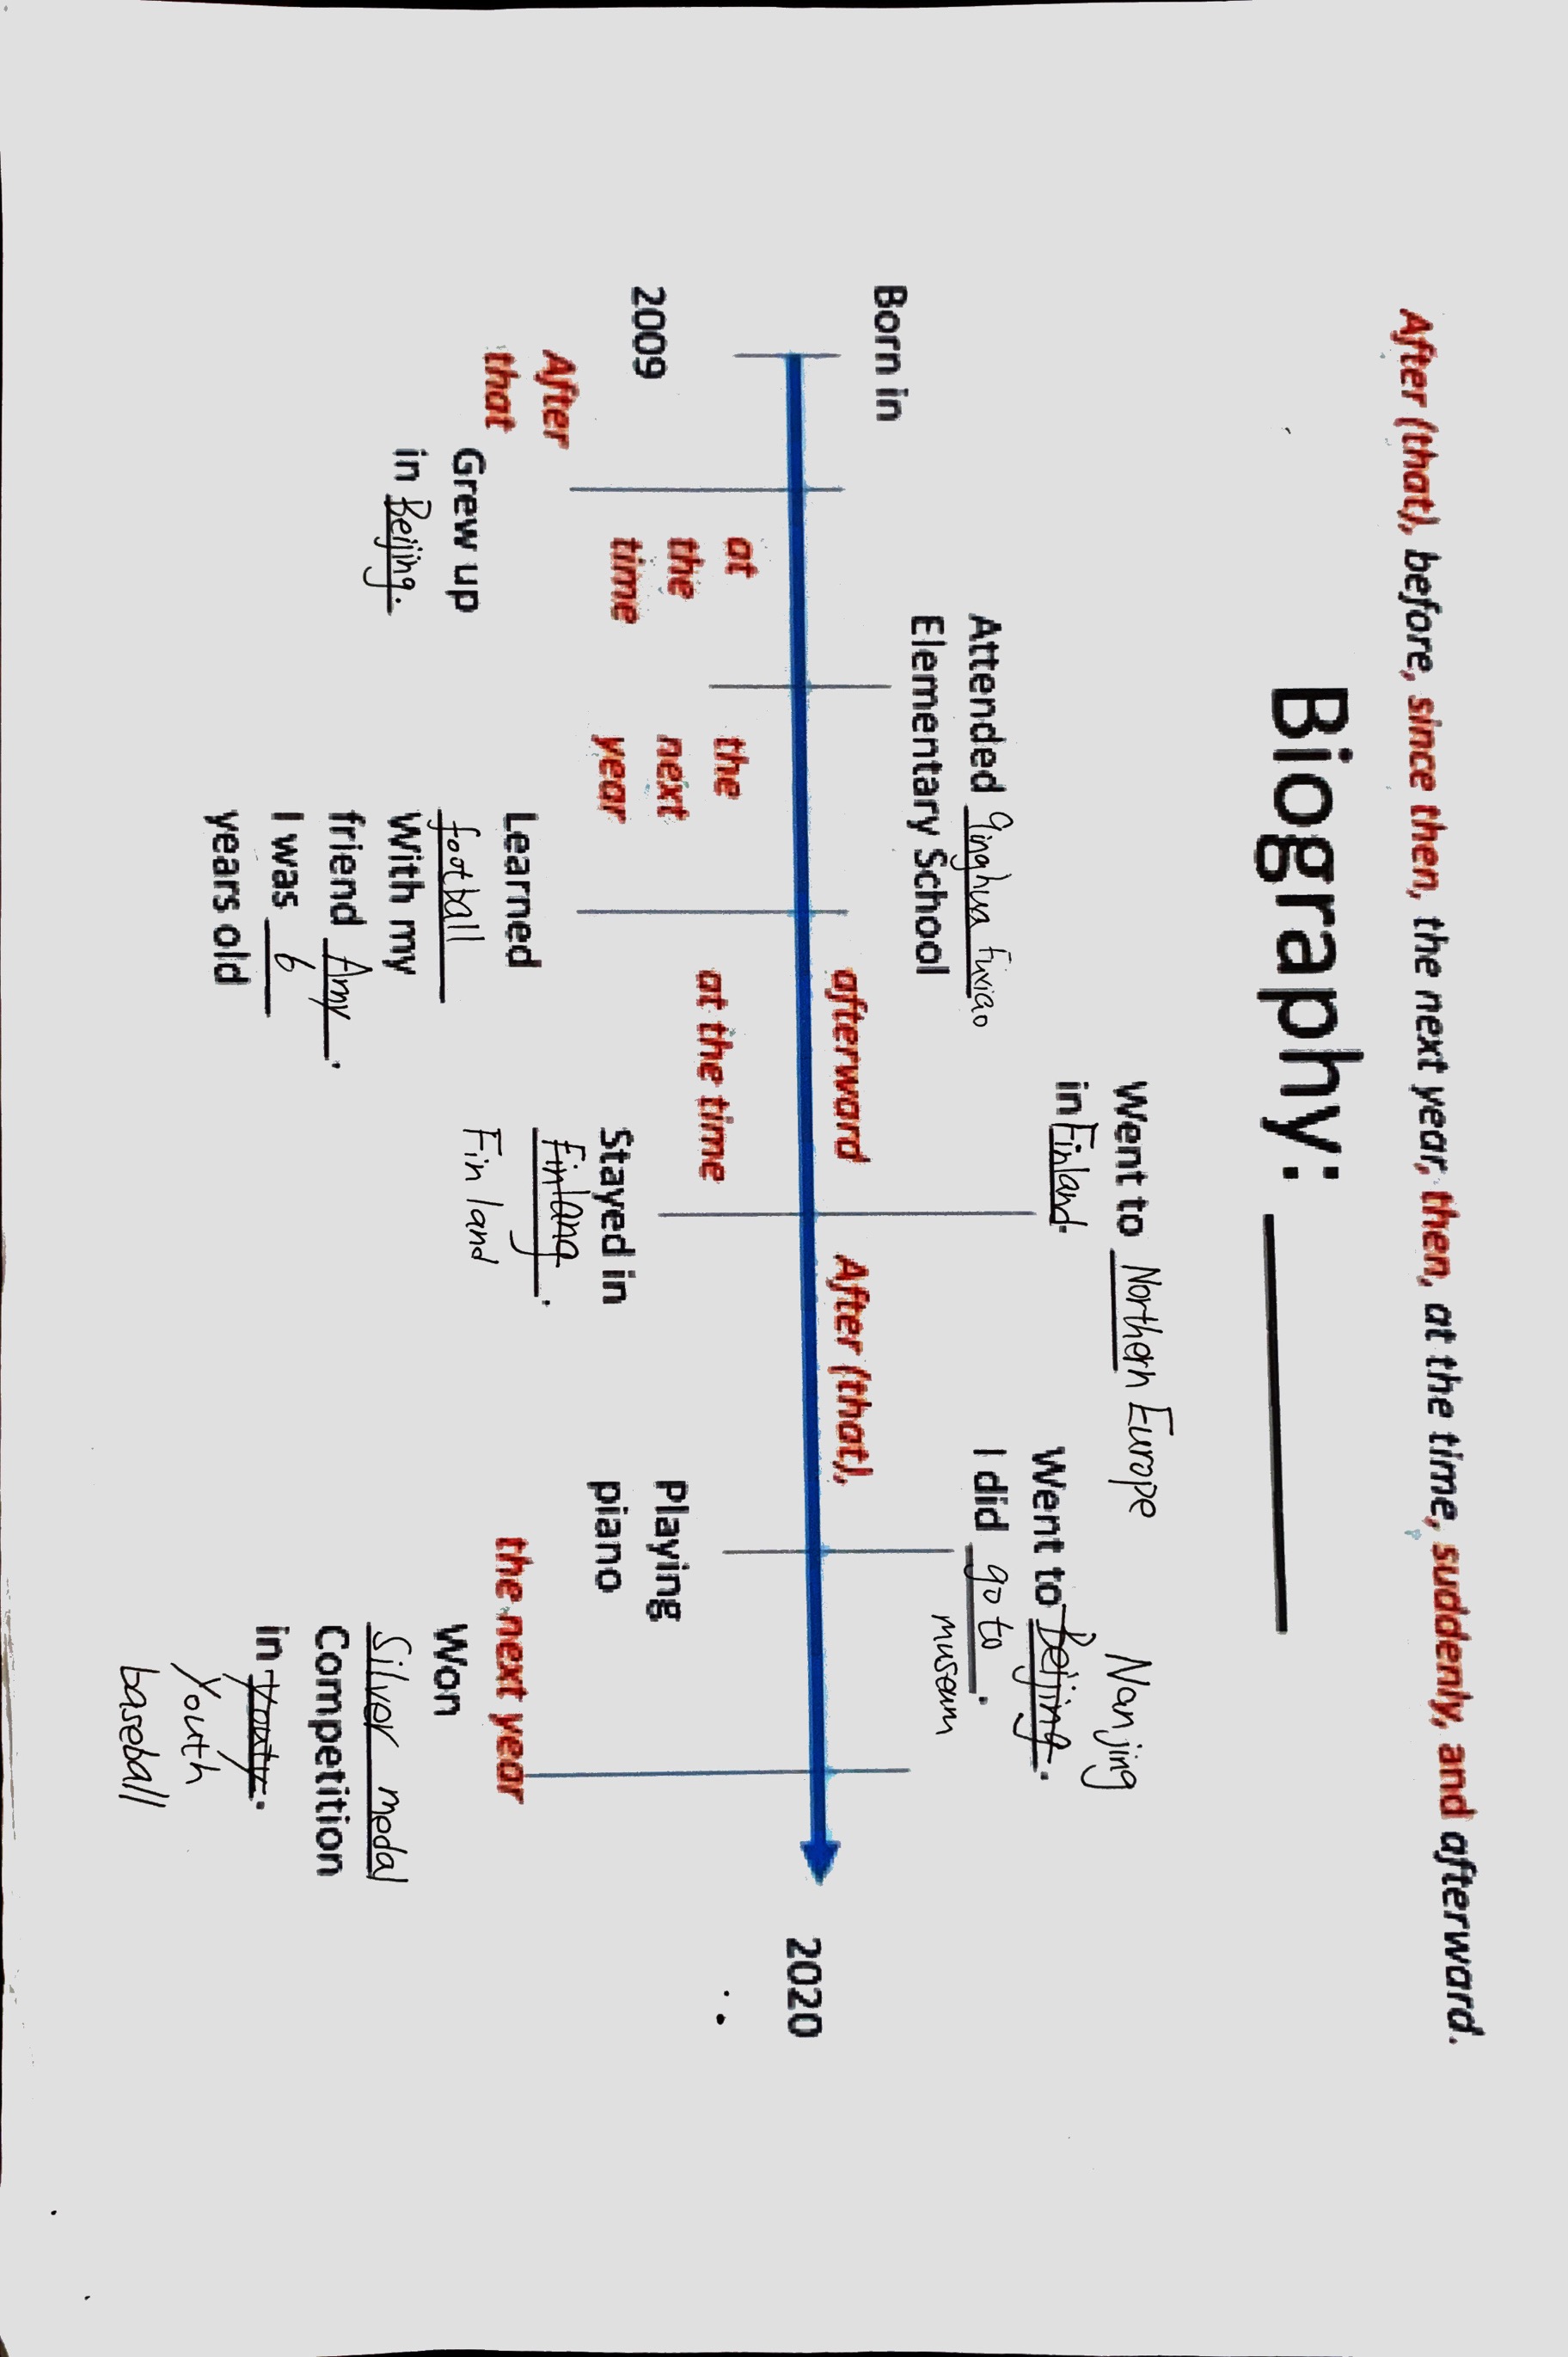 After (that), before, since then, the next year, then, at the time, suddenly, and afterward.
Biography:
Went to Northern Europe
in Finland.
Nanjing
Went to Beijing.
I did go to.
museum
Attended Qinghua Fuxiao
Elementary School
Born in
afterward
After (that),
2020
2009
at
the
time
the
next
year
at the time
After
that
Grew up
in Beijing.
Learned
football
With my
friend Amy.
I was 6
years old
Stayed in
Finlang.
Finland
Playing
piano
the next year
Won
Silver medal
Competition
in
Youth
baseball